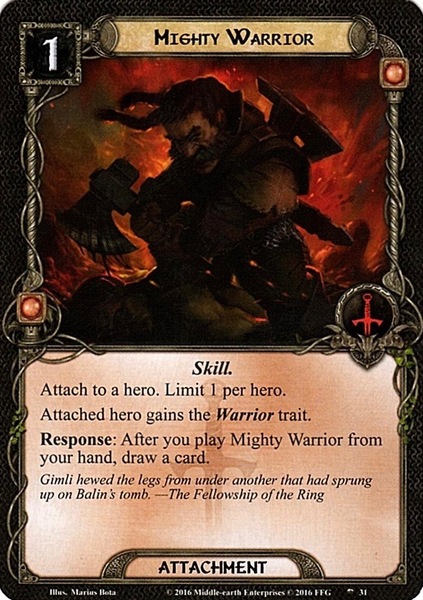 1
Mighty Warrior
Skill.
Attach to a hero. Limit 1 per hero.
Attached hero gains the Warrior trait.
Response: After you play Mighty Warrior from
your hand, draw a card.
Gimli hewed the legs from under another that had sprung
up on Balin's tomb. —The Fellowship of the Ring
Attachment
Illus. Marius Bota © 2016 Middle-earth Enterprises © 2016 FFG 31